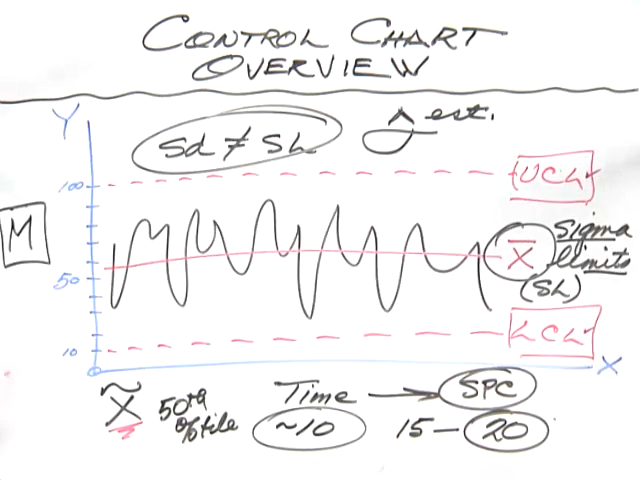 CONTROL CHART
OVERVIEW
Y
Sd ≠ SL
σ̂ est.
100
UCL
M
X̄
Sigma
limits
(SL)
50
LCL
10
X
X̃
50th
%tile
Time → SPC
~10
15 — 20